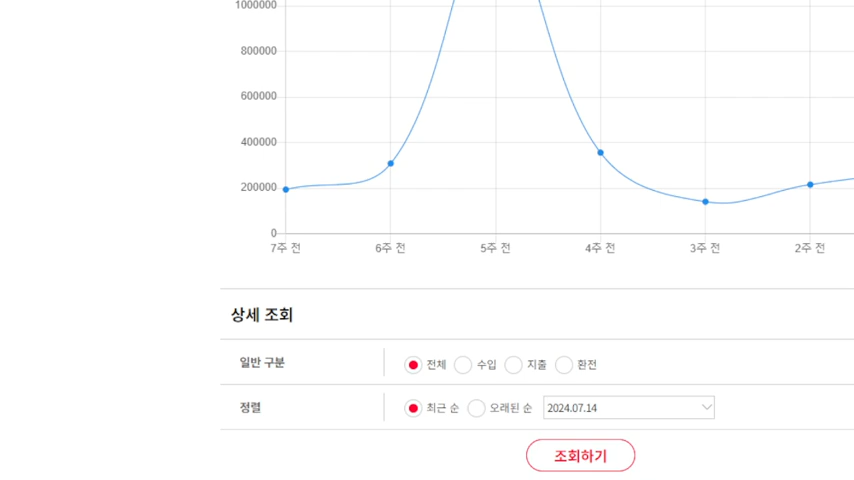 1000000
800000
600000
400000
200000
0
7주 전 6주 전 5주 전 4주 전 3주 전 2주 전
상세 조회
일반 구분 전체 수입 지출 환전
정렬 최근 순 오래된 순 2024.07.14
조회하기